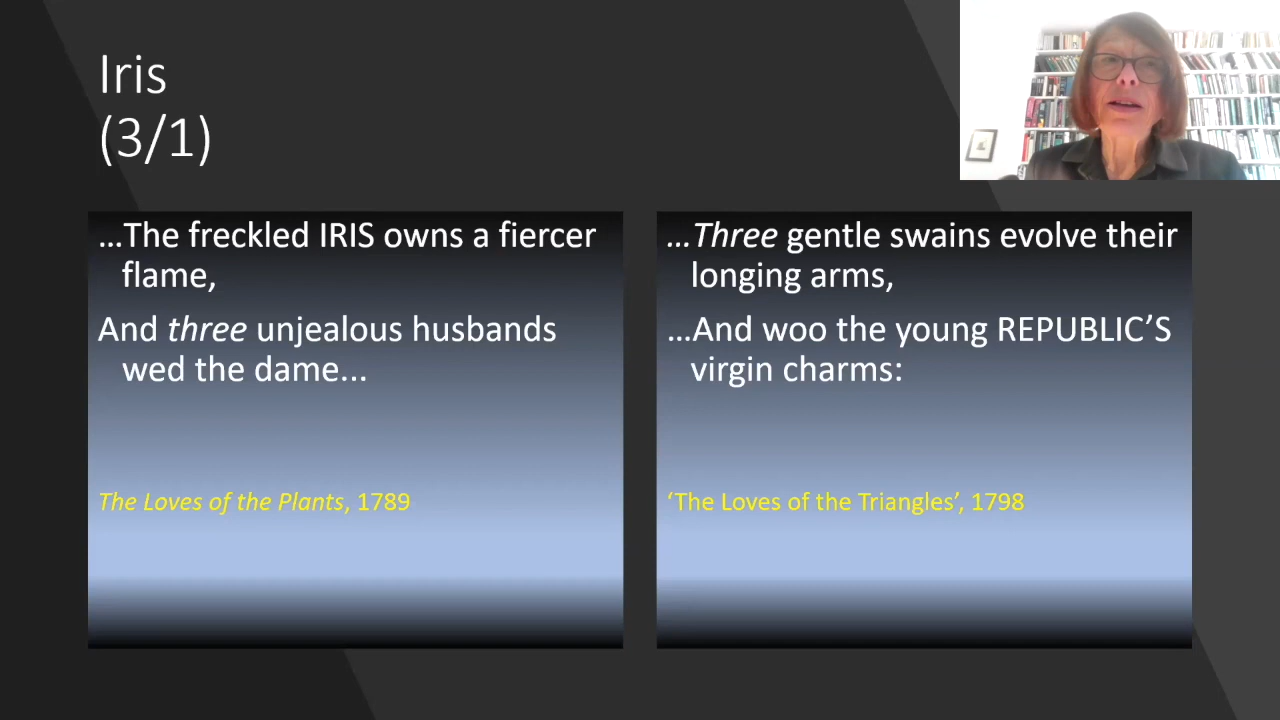 Iris
(3/1)
…The freckled IRIS owns a fiercer
flame,
And three unjealous husbands
wed the dame...
The Loves of the Plants, 1789
…Three gentle swains evolve their
longing arms,
…And woo the young REPUBLIC’S
virgin charms:
‘The Loves of the Triangles’, 1798